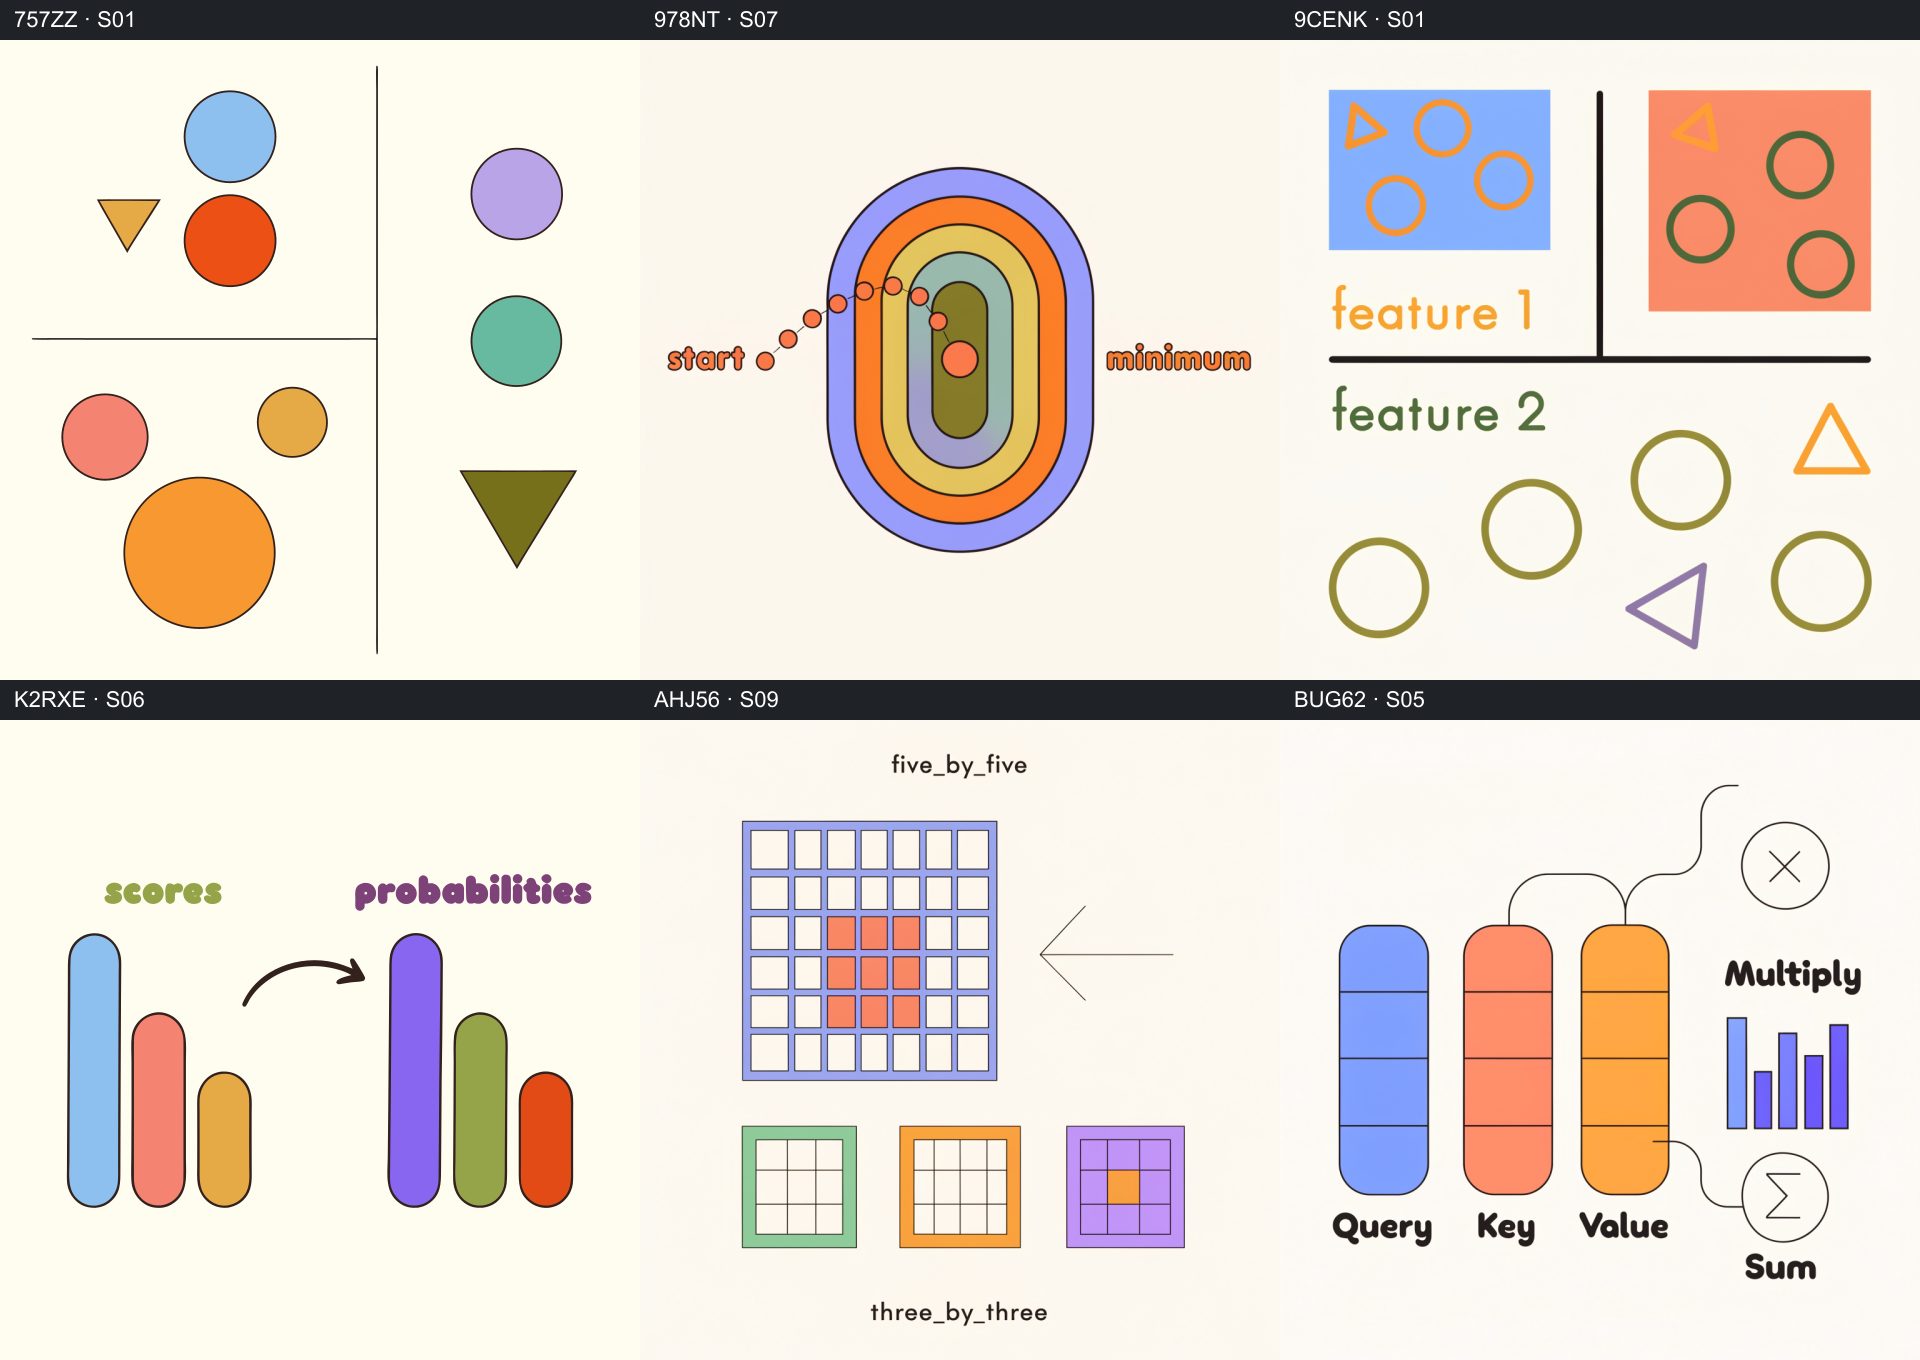 757ZZ · S01
978NT · S07
9CENK · S01
start
minimum
feature 1
feature 2
K2RXE · S06
AHJ56 · S09
BUG62 · S05
scores
probabilities
five_by_five
three_by_three
Multiply
Query
Key
Value
Sum